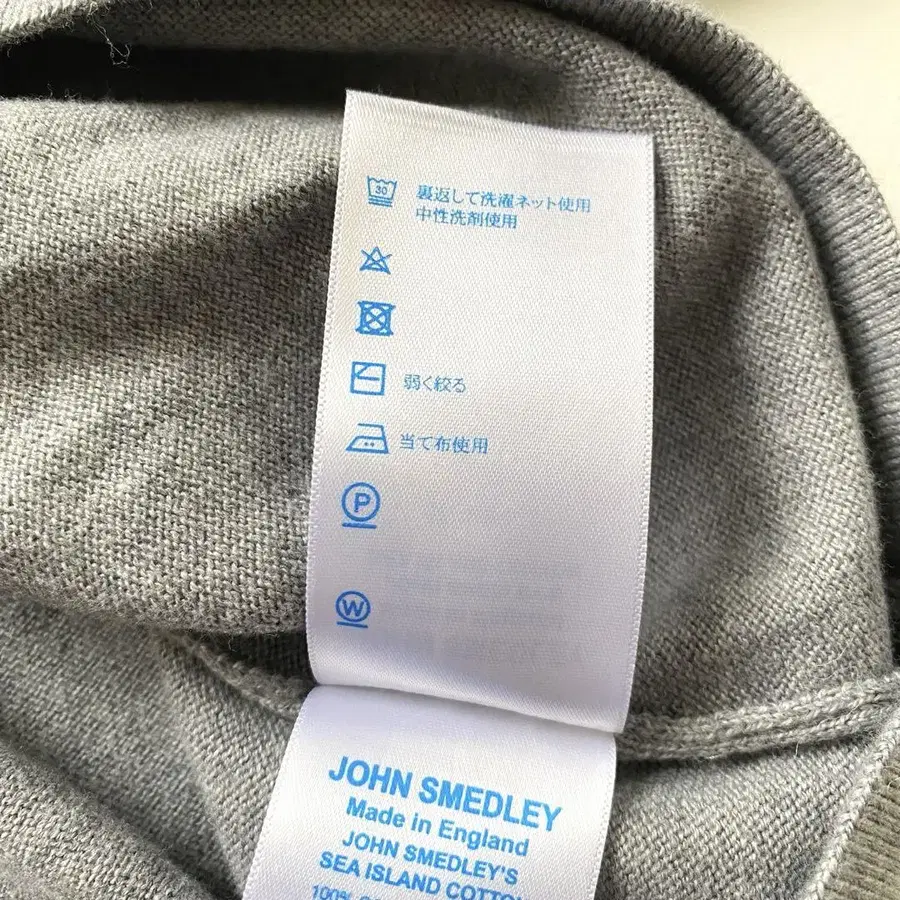 30
裏返して洗濯ネット使用
中性洗剤使用
弱く絞る
当て布使用
P
W
JOHN SMEDLEY
Made in England
JOHN SMEDLEY'S
SEA ISLAND COTTON
100%